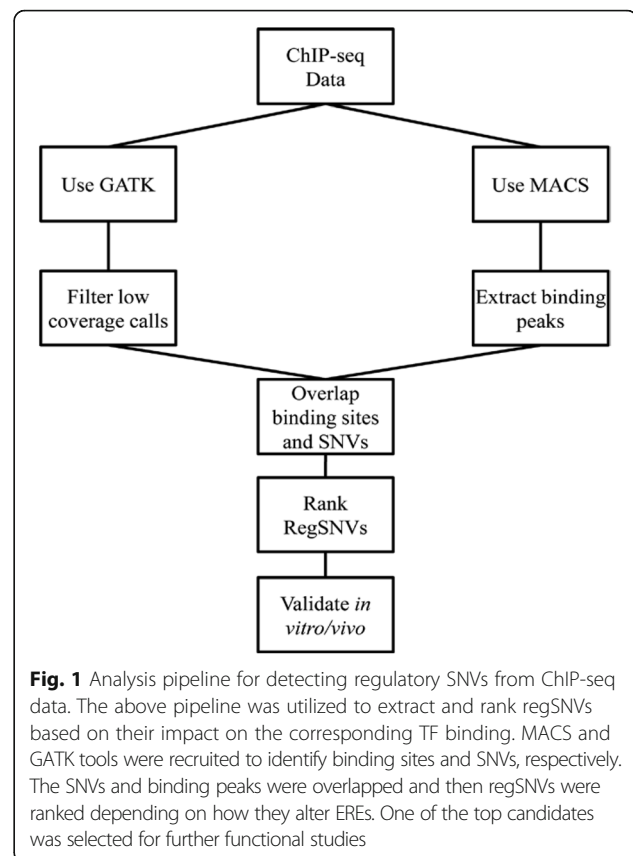 ChIP-seq
Data
Use GATK
Use MACS
Filter low
coverage calls
Extract binding
peaks
Overlap
binding sites
and SNVs
Rank
RegSNVs
Validate in
vitro/vivo
Fig. 1 Analysis pipeline for detecting regulatory SNVs from ChIP-seq
data. The above pipeline was utilized to extract and rank regSNVs
based on their impact on the corresponding TF binding. MACS and
GATK tools were recruited to identify binding sites and SNVs, respectively.
The SNVs and binding peaks were overlapped and then regSNVs were
ranked depending on how they alter EREs. One of the top candidates
was selected for further functional studies